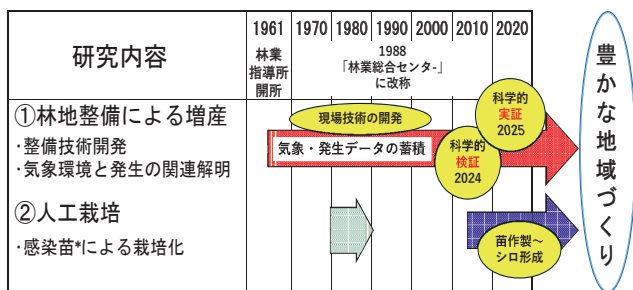 研究内容
1961
1970
1980
1990
2000
2010
2020
林業
指導所
開所
1988
「林業総合センター」
に改称
①林地整備による増産
・整備技術開発
・気象環境と発生の関連解明
現場技術の開発
気象・発生データの蓄積
科学的
検証
2024
科学的
実証
2025
②人工栽培
・感染苗*による栽培化
苗作製～
シロ形成
豊かな地域づくり